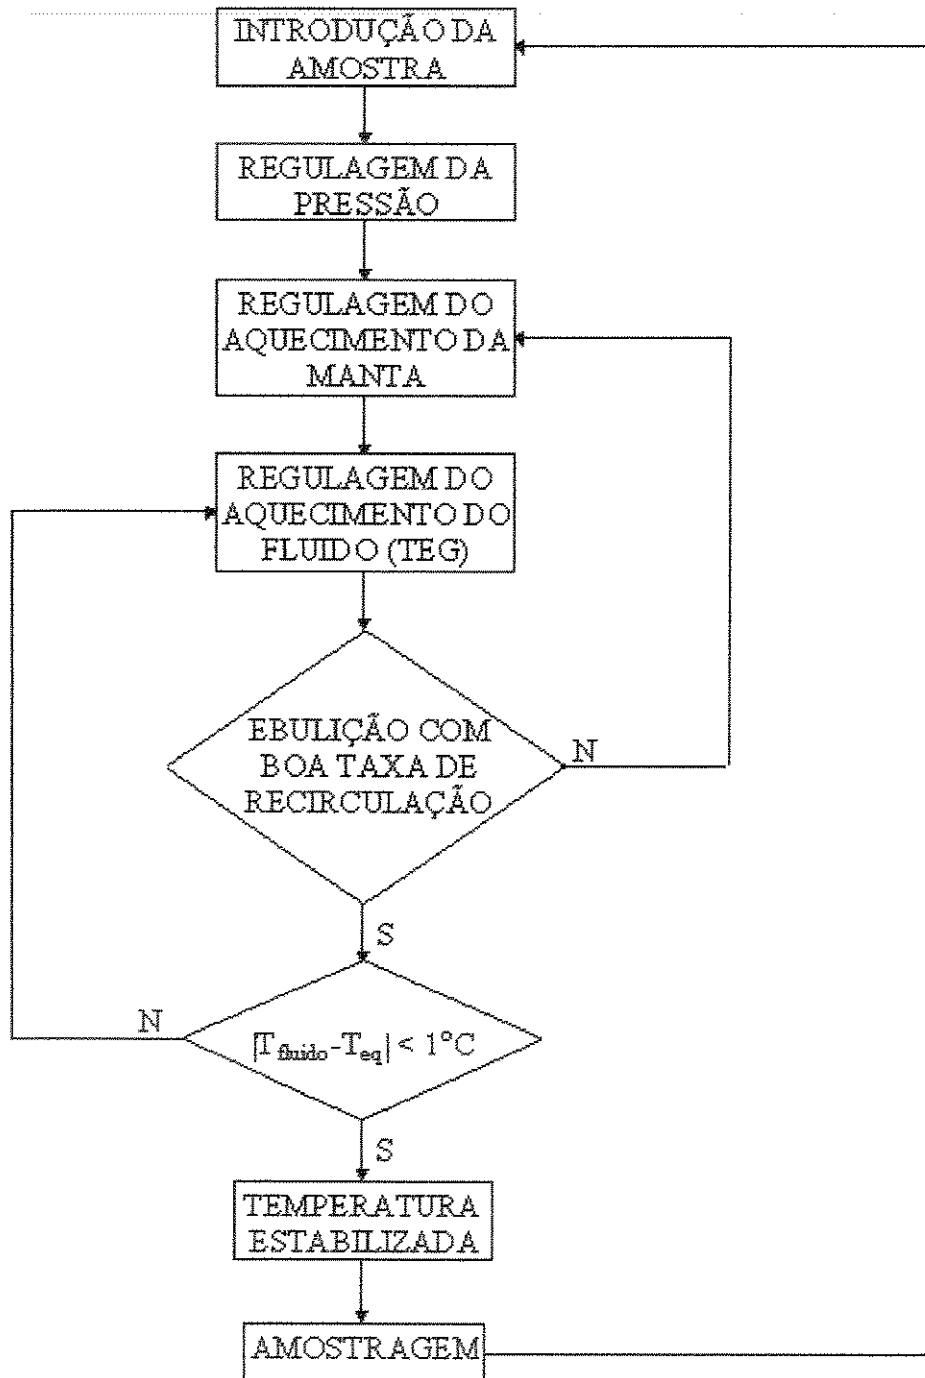 INTRODUÇÃO DA
AMOSTRA
REGULAGEM DA
PRESSÃO
REGULAGEM DO
AQUECIMENTO DA
MANTA
REGULAGEM DO
AQUECIMENTO DO
FLUIDO (TEG)
EBULIÇÃO COM
BOA TAXA DE
RECIRCULAÇÃO
N
S
N
|T fluido-Teq| < 1°C
S
TEMPERATURA
ESTABILIZADA
AMOSTRAGEM